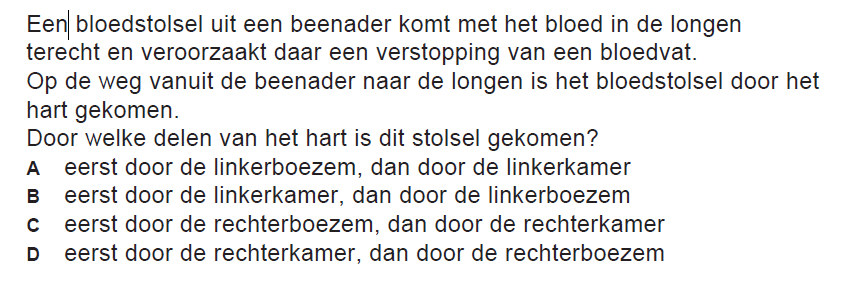 Een bloedstolsel uit een beenader komt met het bloed in de longen
terecht en veroorzaakt daar een verstopping van een bloedvat.
Op de weg vanuit de beenader naar de longen is het bloedstolsel door het
hart gekomen.
Door welke delen van het hart is dit stolsel gekomen?
A eerst door de linkerboezem, dan door de linkerkamer
B eerst door de linkerkamer, dan door de linkerboezem
C eerst door de rechterboezem, dan door de rechterkamer
D eerst door de rechterkamer, dan door de rechterboezem